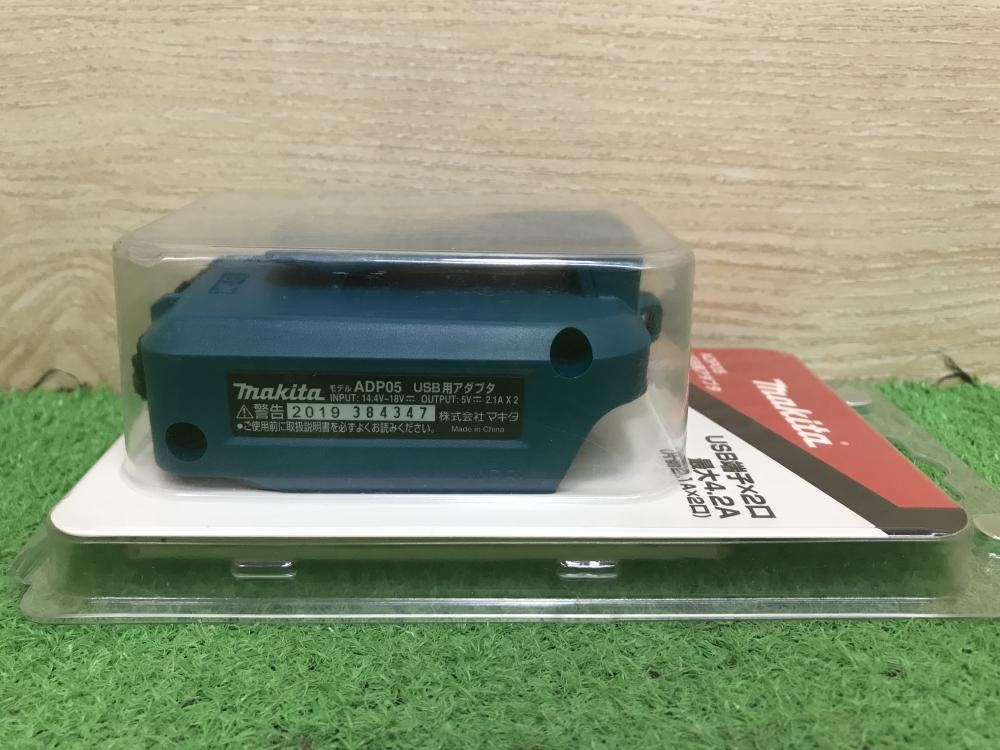 makita モデル ADP05 USB用アダプタ
INPUT: 14.4V-18V⎓ OUTPUT: 5V⎓ 2.1A X 2
⚠警告 2019 384347 株式会社マキタ
●ご使用前に取扱説明書を必ずよくお読みください。 Made in China
ADP05
makita
USB端子×2口
最大4.2A